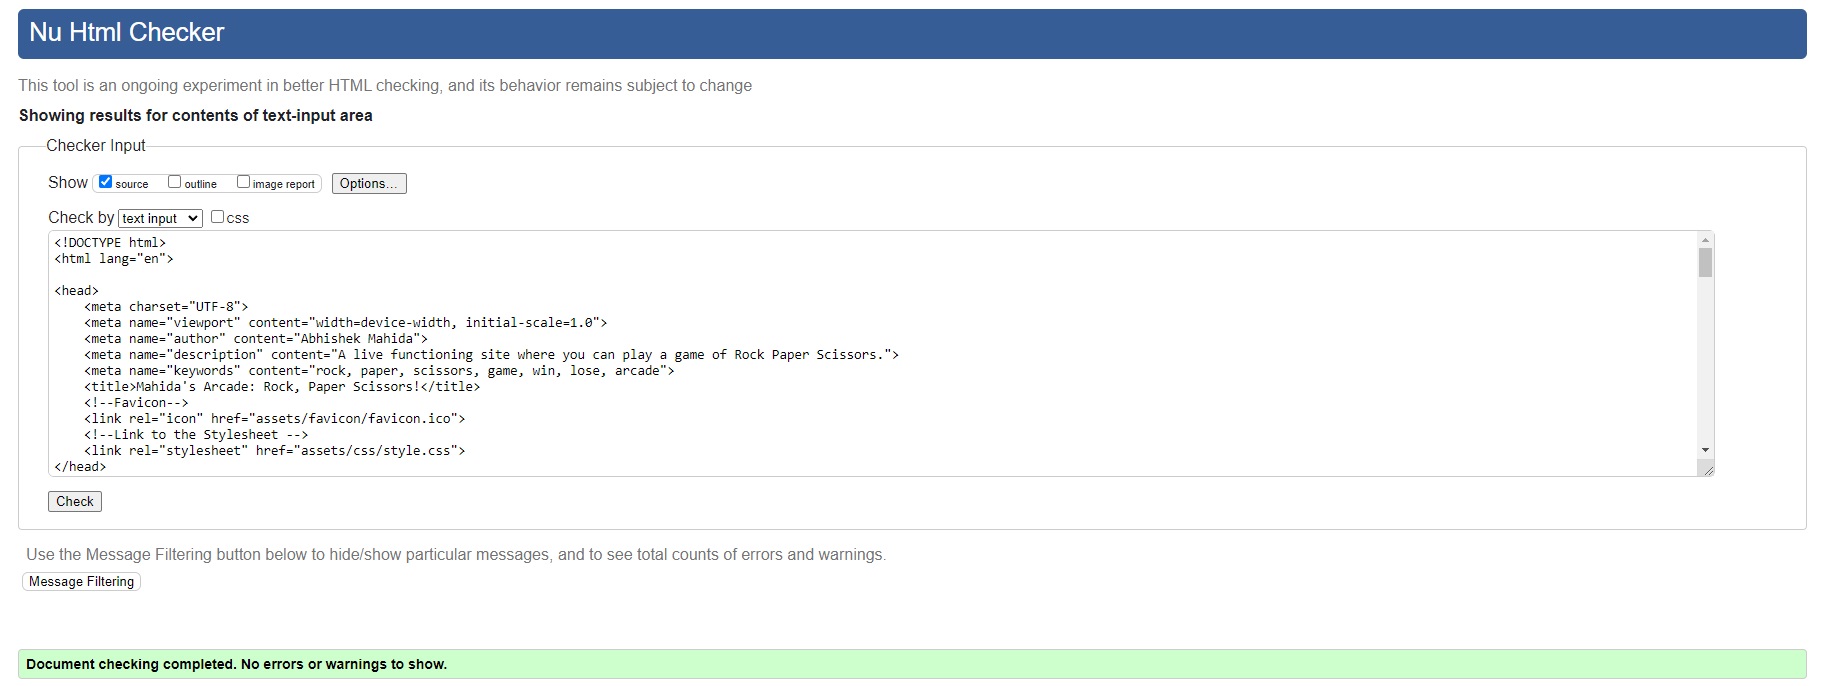 Nu Html Checker
This tool is an ongoing experiment in better HTML checking, and its behavior remains subject to change
Showing results for contents of text-input area
Checker Input
Show source outline image report Options...
Check by text input css
<!DOCTYPE html>
<html lang="en">
<head>
    <meta charset="UTF-8">
    <meta name="viewport" content="width=device-width, initial-scale=1.0">
    <meta name="author" content="Abhishek Mahida">
    <meta name="description" content="A live functioning site where you can play a game of Rock Paper Scissors.">
    <meta name="keywords" content="rock, paper, scissors, game, win, lose, arcade">
    <title>Mahida's Arcade: Rock, Paper Scissors!</title>
    <!--Favicon-->
    <link rel="icon" href="assets/favicon/favicon.ico">
    <!--Link to the Stylesheet -->
    <link rel="stylesheet" href="assets/css/style.css">
</head>
Check
Use the Message Filtering button below to hide/show particular messages, and to see total counts of errors and warnings.
Message Filtering
Document checking completed. No errors or warnings to show.